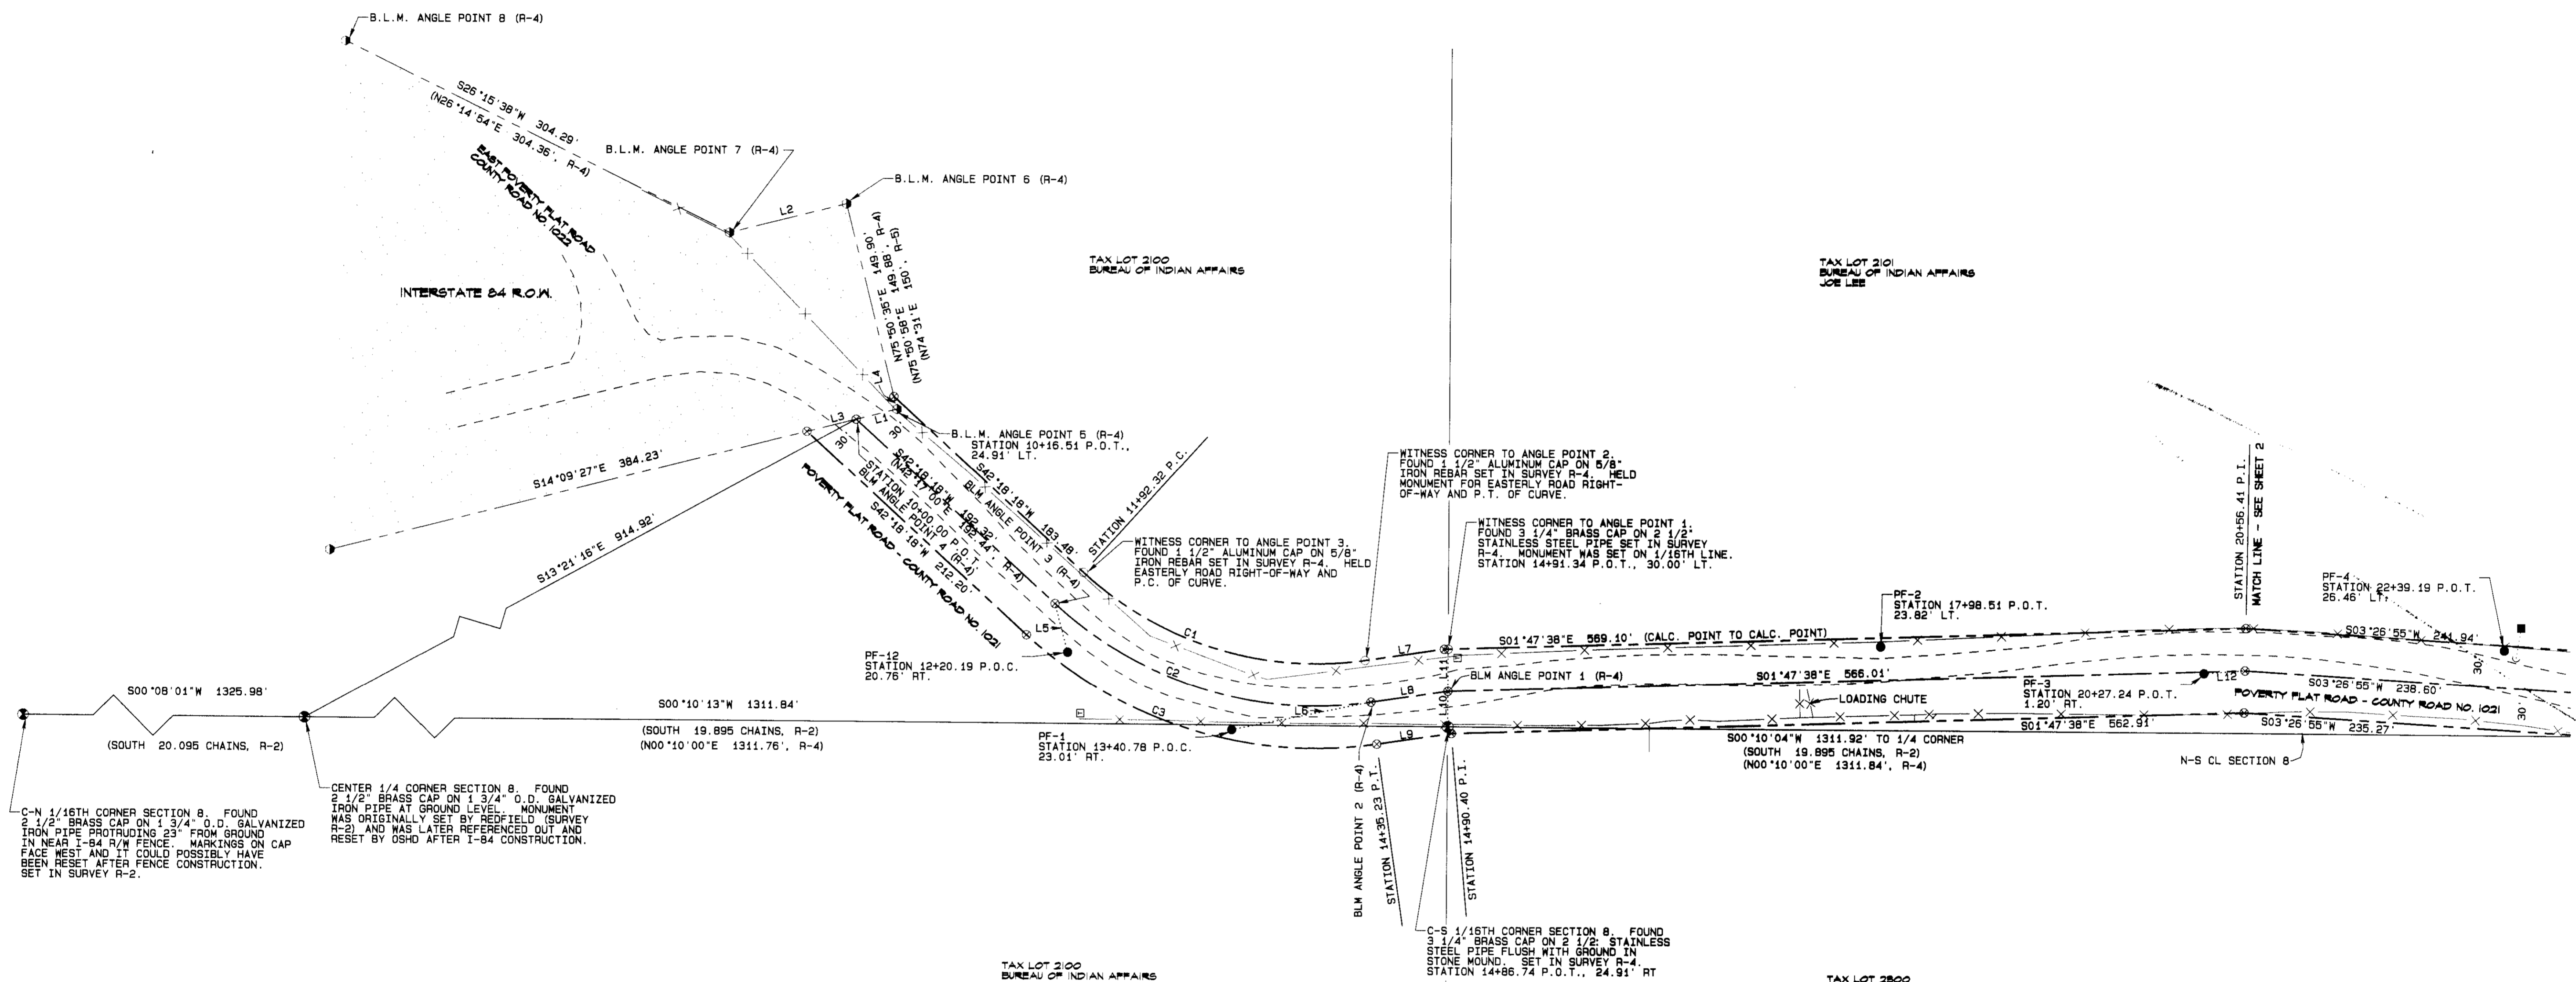 B.L.M. ANGLE POINT 8 (R-4)
S26°15'38"W 304.29'
(N26°14'54"E 304.36', R-4)
EAST POVERTY FLAT ROAD
COUNTY ROAD NO. 1022
B.L.M. ANGLE POINT 7 (R-4)
B.L.M. ANGLE POINT 6 (R-4)
L2
N75°50'35"E 149.90'
(N75°50'58"E 149.88', R-4)
(N74°31'E 150', R-5)
INTERSTATE 84 R.O.W.
TAX LOT 2100
BUREAU OF INDIAN AFFAIRS
TAX LOT 2101
BUREAU OF INDIAN AFFAIRS
JOE LEE
L4
L3
L1
30'
30'
B.L.M. ANGLE POINT 5 (R-4)
STATION 10+16.51 P.O.T.,
24.91' LT.
S14°09'27"E 384.23'
S13°21'16"E 914.92'
S42°18'18"W 183.48'
STATION 11+92.32 P.C.
S42°18'18"W 192.32'
(N42°17'00"E 192.44', R-4)
BLM ANGLE POINT 3 (R-4)
STATION 10+00.00 P.O.T.
BLM ANGLE POINT 4 (R-4)
S42°18'18"W 212.20'
POVERTY FLAT ROAD - COUNTY ROAD NO. 1021
WITNESS CORNER TO ANGLE POINT 3.
FOUND 1 1/2" ALUMINUM CAP ON 5/8"
IRON REBAR SET IN SURVEY R-4. HELD
EASTERLY ROAD RIGHT-OF-WAY AND
P.C. OF CURVE.
WITNESS CORNER TO ANGLE POINT 2.
FOUND 1 1/2" ALUMINUM CAP ON 5/8"
IRON REBAR SET IN SURVEY R-4. HELD
MONUMENT FOR EASTERLY ROAD RIGHT-
OF-WAY AND P.T. OF CURVE.
WITNESS CORNER TO ANGLE POINT 1.
FOUND 3 1/4" BRASS CAP ON 2 1/2"
STAINLESS STEEL PIPE SET IN SURVEY
R-4. MONUMENT WAS SET ON 1/16TH LINE.
STATION 14+91.34 P.O.T., 30.00' LT.
STATION 20+56.41 P.I.
MATCH LINE - SEE SHEET 2
PF-4
STATION 22+39.19 P.O.T.
26.46' LT.
PF-2
STATION 17+98.51 P.O.T.
23.82' LT.
C1
L7
L11
S01°47'38"E 569.10' (CALC. POINT TO CALC. POINT)
S03°26'55"W 241.94'
L5
PF-12
STATION 12+20.19 P.O.C.
20.76' RT.
C2
L8
L10
BLM ANGLE POINT 1 (R-4)
S01°47'38"E 566.01'
L12
30'
30'
S03°26'55"W 238.60'
PF-3
STATION 20+27.24 P.O.T.
1.20' RT.
POVERTY FLAT ROAD - COUNTY ROAD NO. 1021
LOADING CHUTE
L6
C3
L9
S00°08'01"W 1325.98'
(SOUTH 20.095 CHAINS, R-2)
S00°10'13"W 1311.84'
(SOUTH 19.895 CHAINS, R-2)
(N00°10'00"E 1311.76', R-4)
PF-1
STATION 13+40.78 P.O.C.
23.01' RT.
S01°47'38"E 562.91'
S03°26'55"W 235.27'
S00°10'04"W 1311.92' TO 1/4 CORNER
(SOUTH 19.895 CHAINS, R-2)
(N00°10'00"E 1311.84', R-4)
N-S CL SECTION 8
BLM ANGLE POINT 2 (R-4)
STATION 14+35.23 P.T.
STATION 14+90.40 P.I.
C-N 1/16TH CORNER SECTION 8. FOUND
2 1/2" BRASS CAP ON 1 3/4" O.D. GALVANIZED
IRON PIPE PROTRUDING 23" FROM GROUND
IN NEAR I-84 R/W FENCE. MARKINGS ON CAP
FACE WEST AND IT COULD POSSIBLY HAVE
BEEN RESET AFTER FENCE CONSTRUCTION.
SET IN SURVEY R-2.
CENTER 1/4 CORNER SECTION 8. FOUND
2 1/2" BRASS CAP ON 1 3/4" O.D. GALVANIZED
IRON PIPE AT GROUND LEVEL. MONUMENT
WAS ORIGINALLY SET BY REDFIELD (SURVEY
R-2) AND WAS LATER REFERENCED OUT AND
RESET BY OSHD AFTER I-84 CONSTRUCTION.
C-S 1/16TH CORNER SECTION 8. FOUND
3 1/4" BRASS CAP ON 2 1/2: STAINLESS
STEEL PIPE FLUSH WITH GROUND IN
STONE MOUND. SET IN SURVEY R-4.
STATION 14+86.74 P.O.T., 24.91' RT
TAX LOT 2100
BUREAU OF INDIAN AFFAIRS
TAX LOT 2800